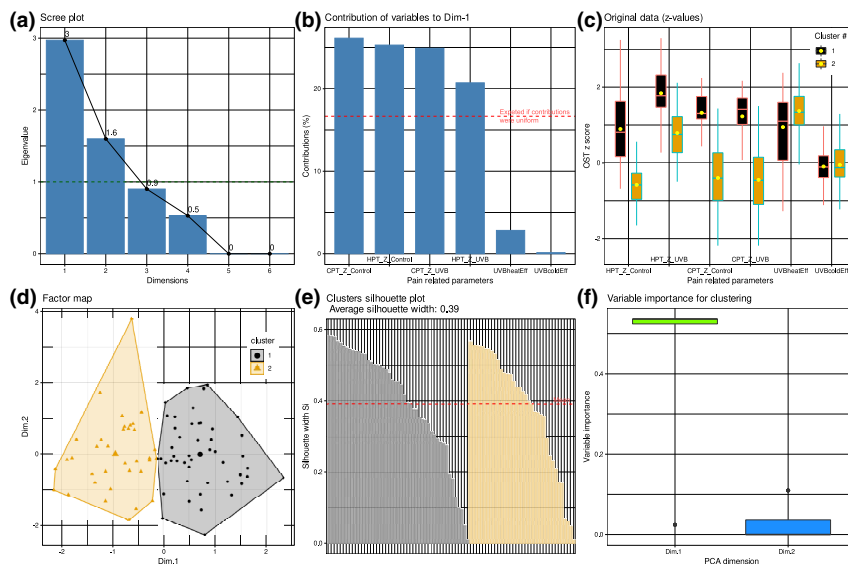 (a) Scree plot
3
1.6
0.9
0.5
0
0
3
2
1
0
Eigenvalue
1 2 3 4 5 6
Dimensions
(b) Contribution of variables to Dim-1
Expected if contributions
were uniform
20
10
0
Contributions (%)
HPT_Z_Control HPT_Z_UVB
CPT_Z_Control CPT_Z_UVB UVBheatEff UVBcoldEff
Pain related parameters
(c) Original data (z-values)
Cluster #
1
2
2
0
-2
QST z score
HPT_Z_UVB
HPT_Z_Control CPT_Z_Control CPT_Z_UVB UVBheatEff UVBcoldEff
Pain related parameters
(d) Factor map
cluster
1
2
4
2
0
-2
Dim.2
-2 -1 0 1 2
Dim.1
(e) Clusters silhouette plot
Average silhouette width: 0.39
0.6
0.4
0.2
0.0
Silhouette width Si
(f) Variable importance for clustering
0.4
0.2
0.0
Variable importance
Dim.1 Dim.2
PCA dimension